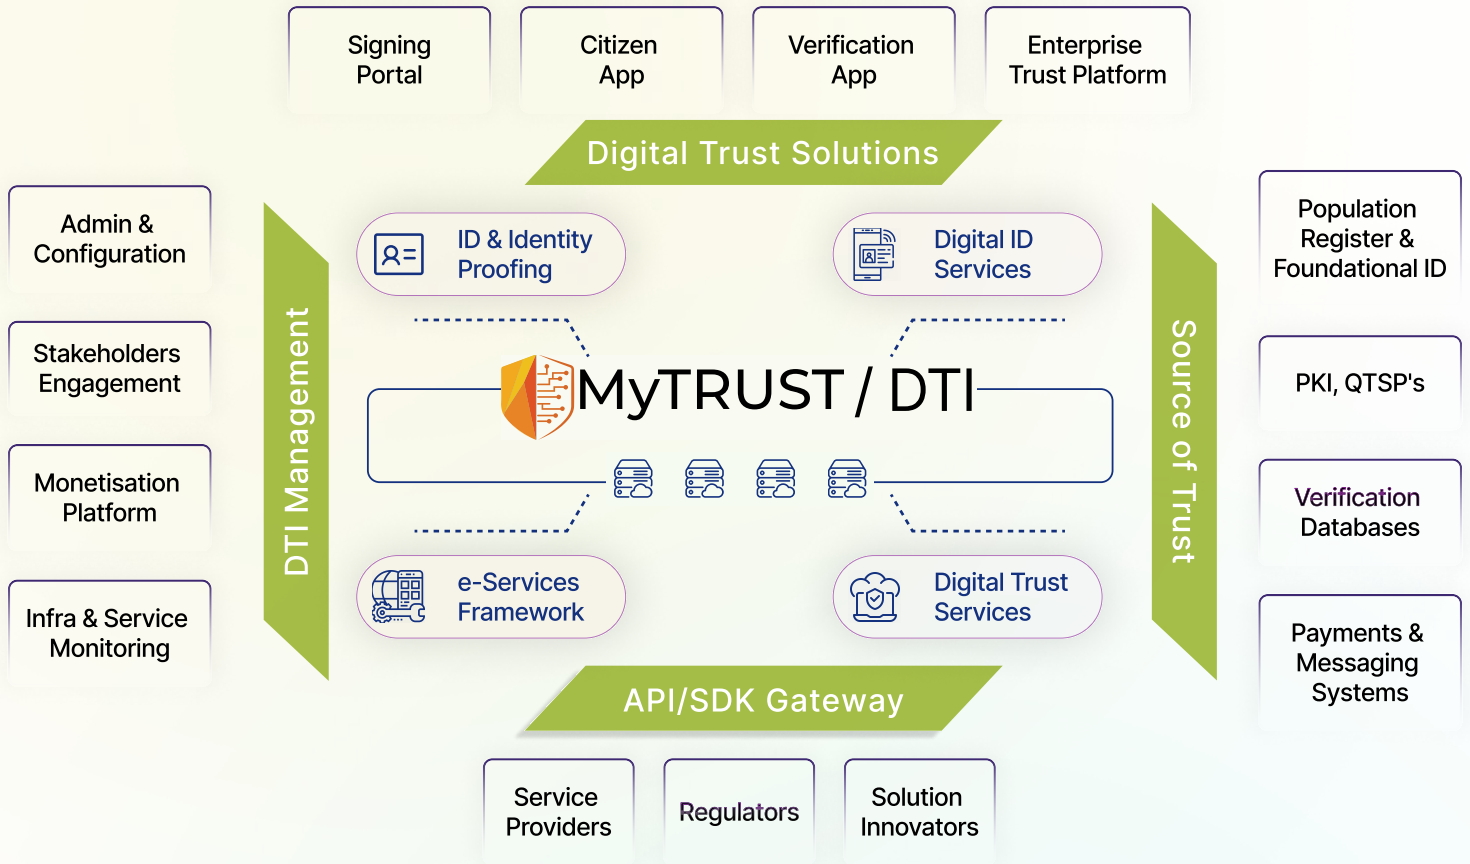 Signing
Portal
Citizen
App
Verification
App
Enterprise
Trust Platform
Digital Trust Solutions
Admin &
Configuration
Stakeholders
Engagement
Monetisation
Platform
Infra & Service
Monitoring
DTI Management
ID & Identity
Proofing
Digital ID
Services
MyTRUST / DTI
e-Services
Framework
Digital Trust
Services
Source of Trust
Population
Register &
Foundational ID
PKI, QTSP's
Verification
Databases
Payments &
Messaging
Systems
API/SDK Gateway
Service
Providers
Regulators
Solution
Innovators